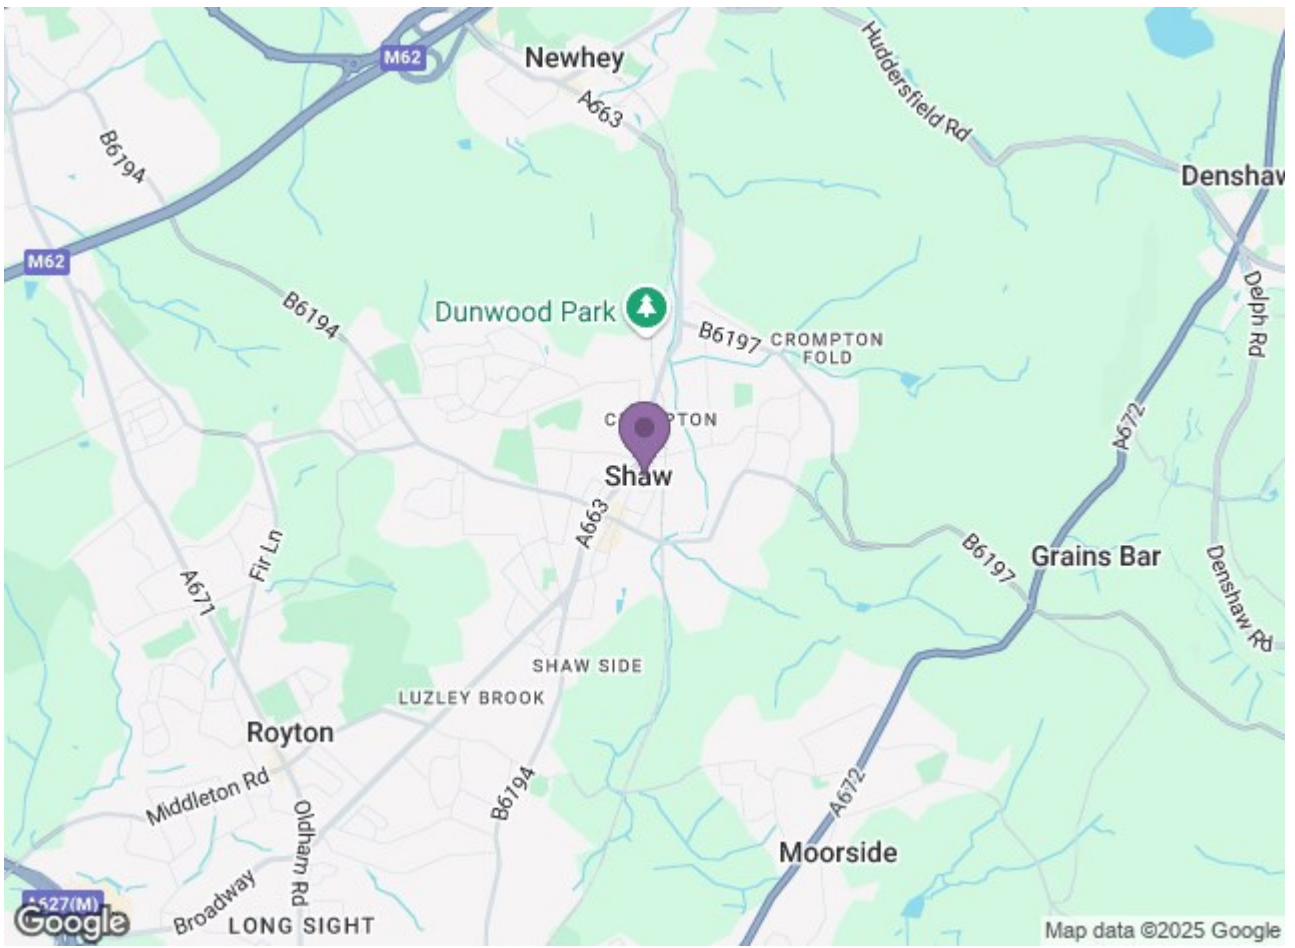 M62
Newhey
A663
Huddersfield Rd
B6194
Denshaw
M62
B6194
Dunwood Park
B6197
CROMPTON
FOLD
Delph Rd
A672
Shaw
A663
Fir Ln
B6197
Grains Bar
A671
Denshaw Rd
SHAW SIDE
LUZLEY BROOK
Royton
Middleton Rd
B6194
A672
Oldham Rd
Moorside
Broadway
A627(M)
LONG SIGHT
Google
Map data ©2025 Google